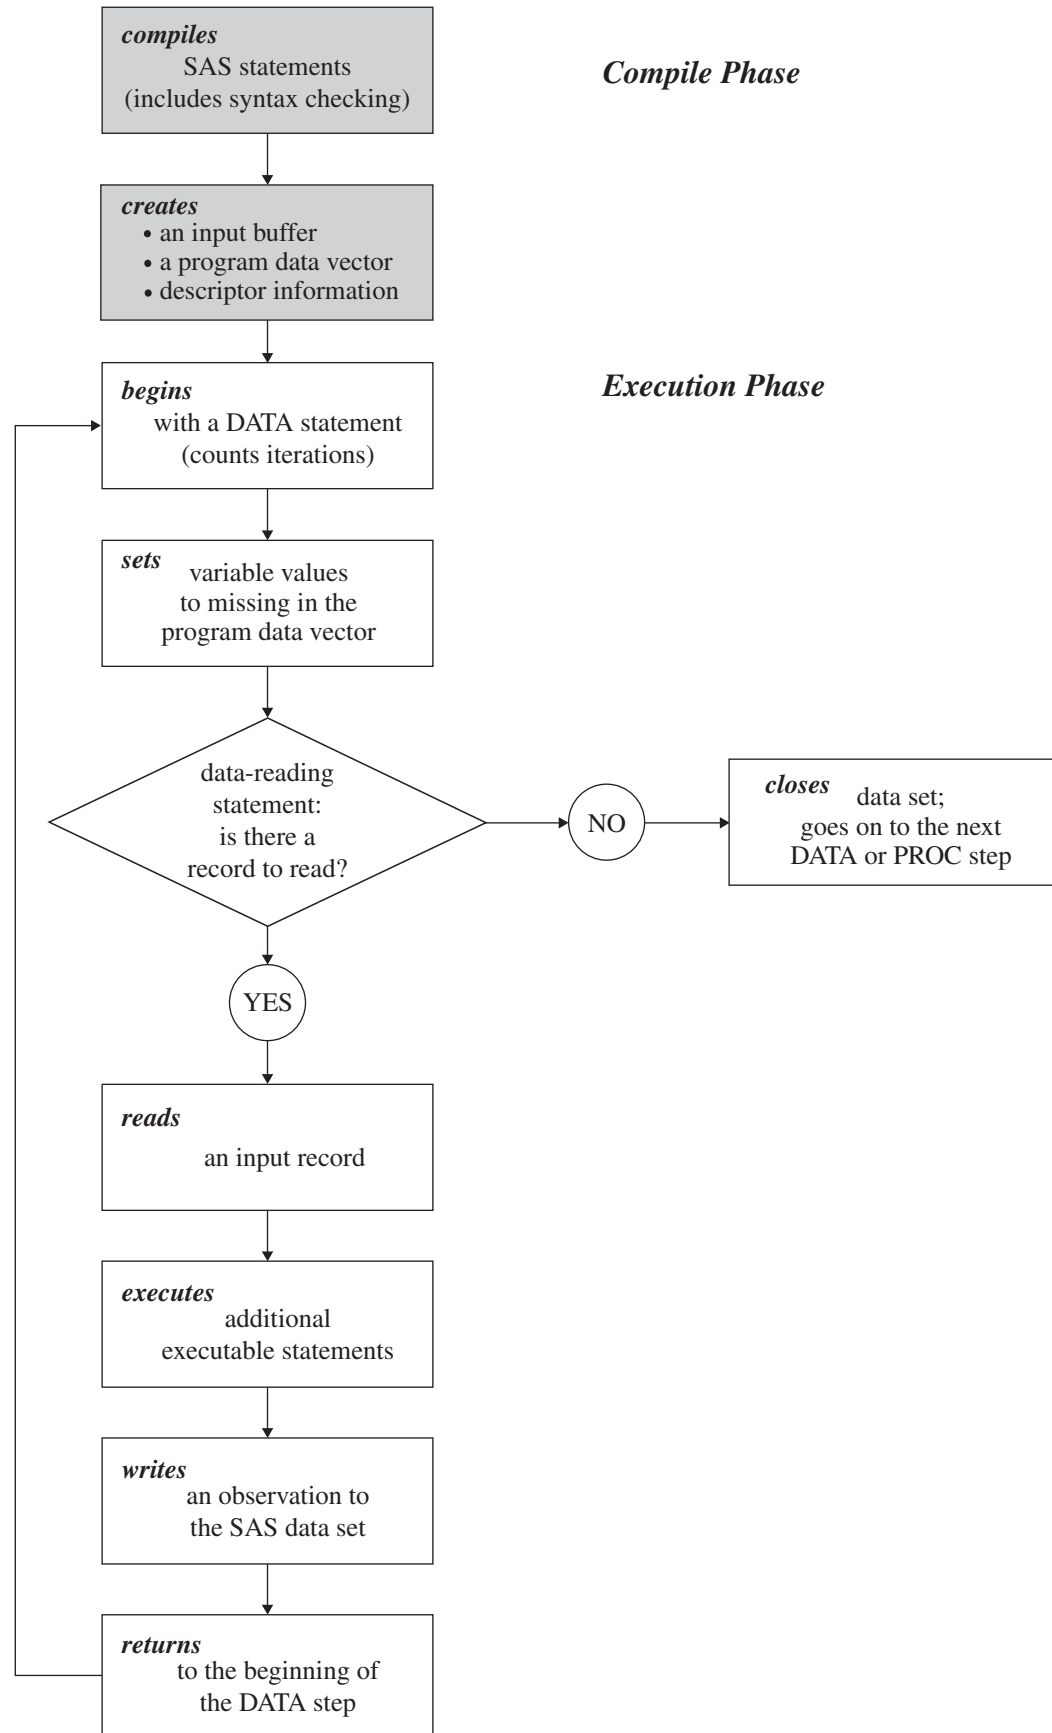 compiles
SAS statements
(includes syntax checking)
Compile Phase
creates
• an input buffer
• a program data vector
• descriptor information
begins
with a DATA statement
(counts iterations)
Execution Phase
sets
variable values
to missing in the
program data vector
data-reading
statement:
is there a
record to read?
NO
closes
data set;
goes on to the next
DATA or PROC step
YES
reads
an input record
executes
additional
executable statements
writes
an observation to
the SAS data set
returns
to the beginning of
the DATA step